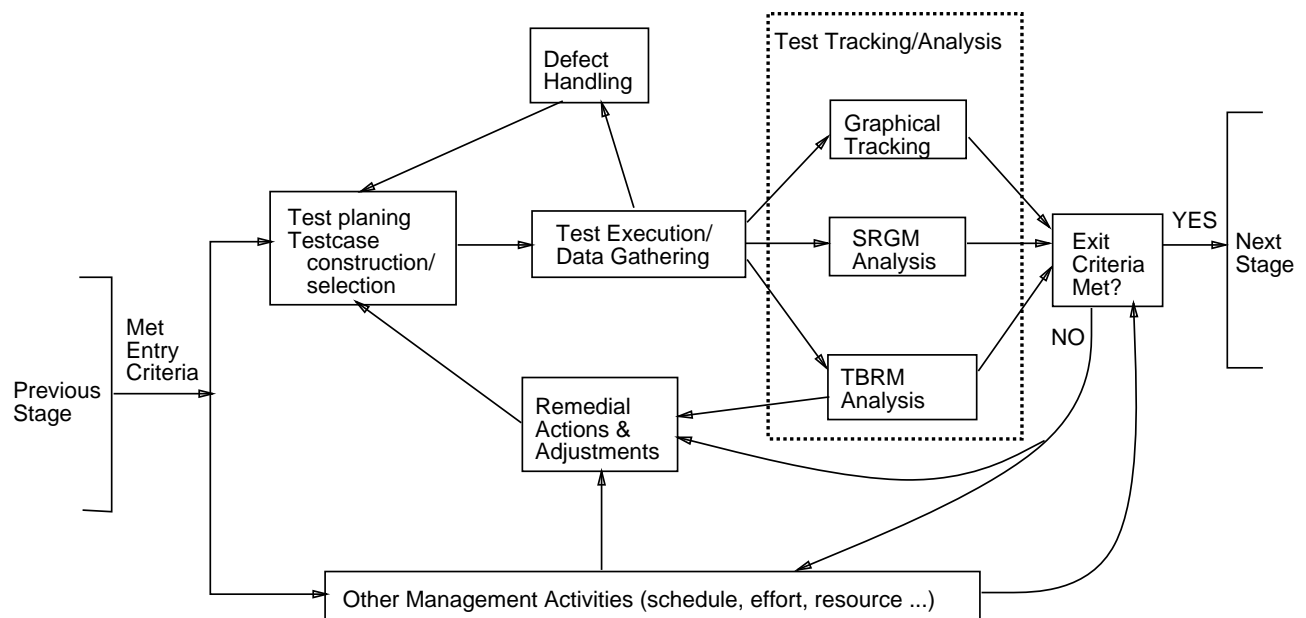 Test Tracking/Analysis
Defect
Handling
Graphical
Tracking
Test planing
Testcase
construction/
selection
Test Execution/
Data Gathering
SRGM
Analysis
Exit
Criteria
Met?
YES
Next
Stage
NO
Met
Entry
Criteria
Previous
Stage
Remedial
Actions &
Adjustments
TBRM
Analysis
Other Management Activities (schedule, effort, resource ...)